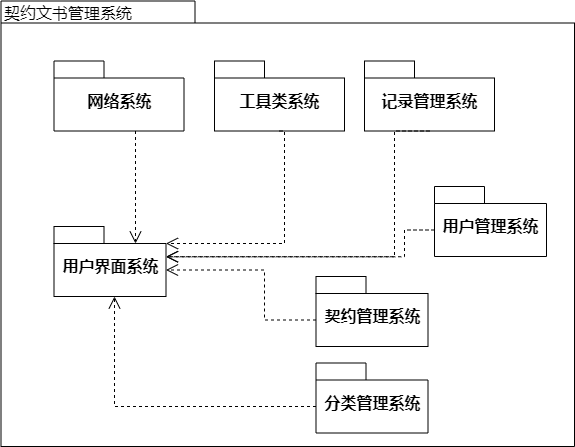 契约文书管理系统
网络系统
工具类系统
记录管理系统
用户管理系统
用户界面系统
契约管理系统
分类管理系统